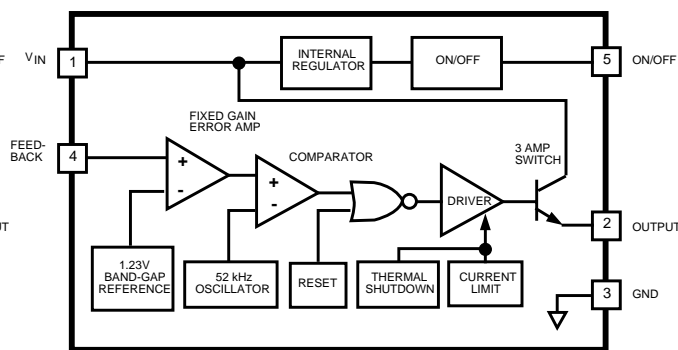 F
VIN
1
INTERNAL
REGULATOR
ON/OFF
5
ON/OFF
FIXED GAIN
ERROR AMP
FEED-
BACK
4
+
-
COMPARATOR
+
-
3 AMP
SWITCH
DRIVER
2
OUTPUT
UT
1.23V
BAND-GAP
REFERENCE
52 kHz
OSCILLATOR
RESET
THERMAL
SHUTDOWN
CURRENT
LIMIT
3
GND